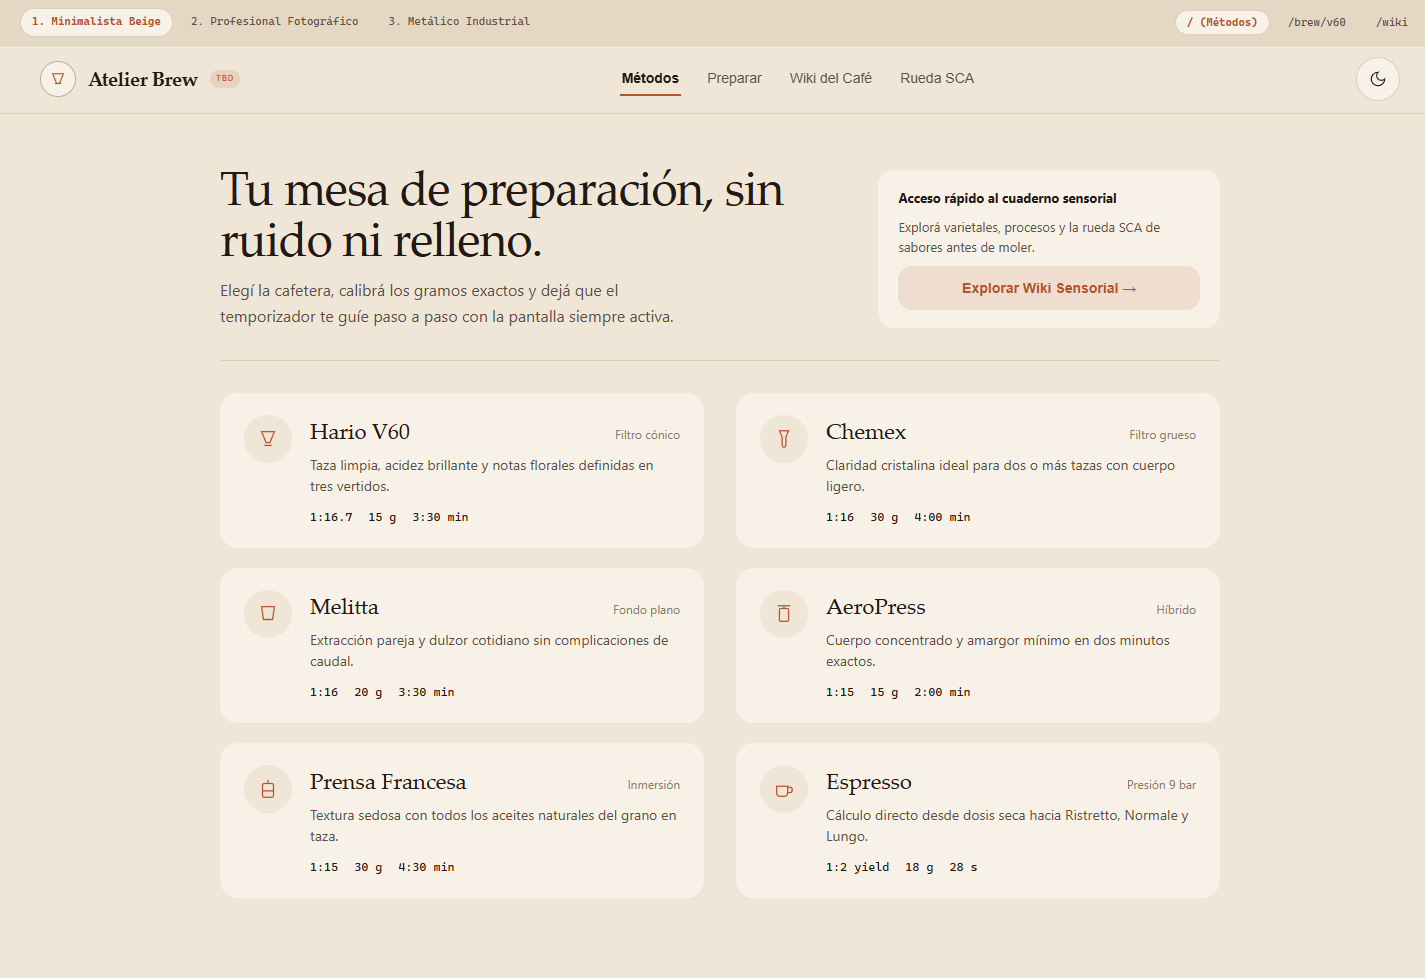 1. Minimalista Beige
2. Profesional Fotográfico
3. Metálico Industrial
/ (Métodos)
/brew/v60
/wiki
Atelier Brew
TBD
Métodos
Preparar
Wiki del Café
Rueda SCA
Tu mesa de preparación, sin
ruido ni relleno.
Elegí la cafetera, calibrá los gramos exactos y dejá que el
temporizador te guíe paso a paso con la pantalla siempre activa.
Acceso rápido al cuaderno sensorial
Explorá varietales, procesos y la rueda SCA de
sabores antes de moler.
Explorar Wiki Sensorial →
Hario V60
Filtro cónico
Taza limpia, acidez brillante y notas florales definidas en
tres vertidos.
1:16.7 15 g 3:30 min
Chemex
Filtro grueso
Claridad cristalina ideal para dos o más tazas con cuerpo
ligero.
1:16 30 g 4:00 min
Melitta
Fondo plano
Extracción pareja y dulzor cotidiano sin complicaciones de
caudal.
1:16 20 g 3:30 min
AeroPress
Híbrido
Cuerpo concentrado y amargor mínimo en dos minutos
exactos.
1:15 15 g 2:00 min
Prensa Francesa
Inmersión
Textura sedosa con todos los aceites naturales del grano en
taza.
1:15 30 g 4:30 min
Espresso
Presión 9 bar
Cálculo directo desde dosis seca hacia Ristretto, Normale y
Lungo.
1:2 yield 18 g 28 s